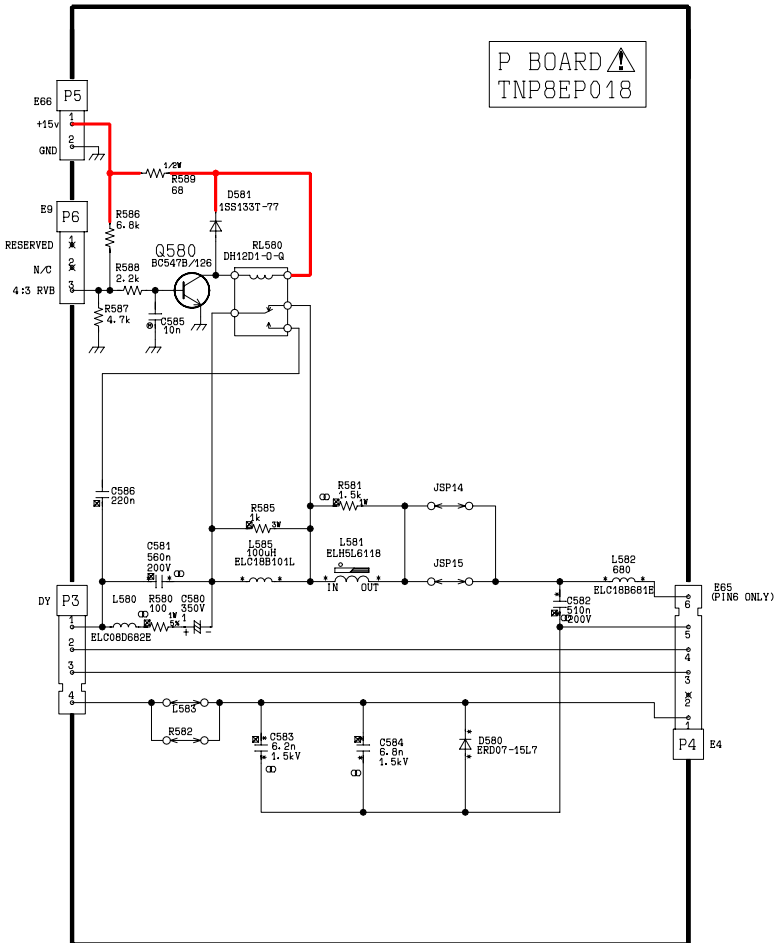 P BOARD
TNP8EP018
P5
E66
1
+15v
2
GND
1/2W
R589
68
D581
1SS133T-77
E9
P6
R586
6.8k
RESERVED
1
Q580
BC547B/126
RL580
DH12D1-O-Q
N/C
2
R588
2.2k
4:3 RVB
3
R587
4.7k
C585
10n
C586
220n
R581
1.5k
1W
JSP14
R585
1k
3W
C581
560n
200V
L585
100uH
ELC18B101L
L581
ELH5L6118
JSP15
L582
680
ELC18B681E
IN
OUT
DY
P3
L580
R580
100
C580
350V
1W
5%
1
+
-
1
ELC08D682E
C582
510n
200V
E65
(PIN6 ONLY)
6
5
2
4
3
3
4
2
L583
1
R582
C583
6.2n
1.5kV
C584
6.8n
1.5kV
D580
ERD07-15L7
P4
E4